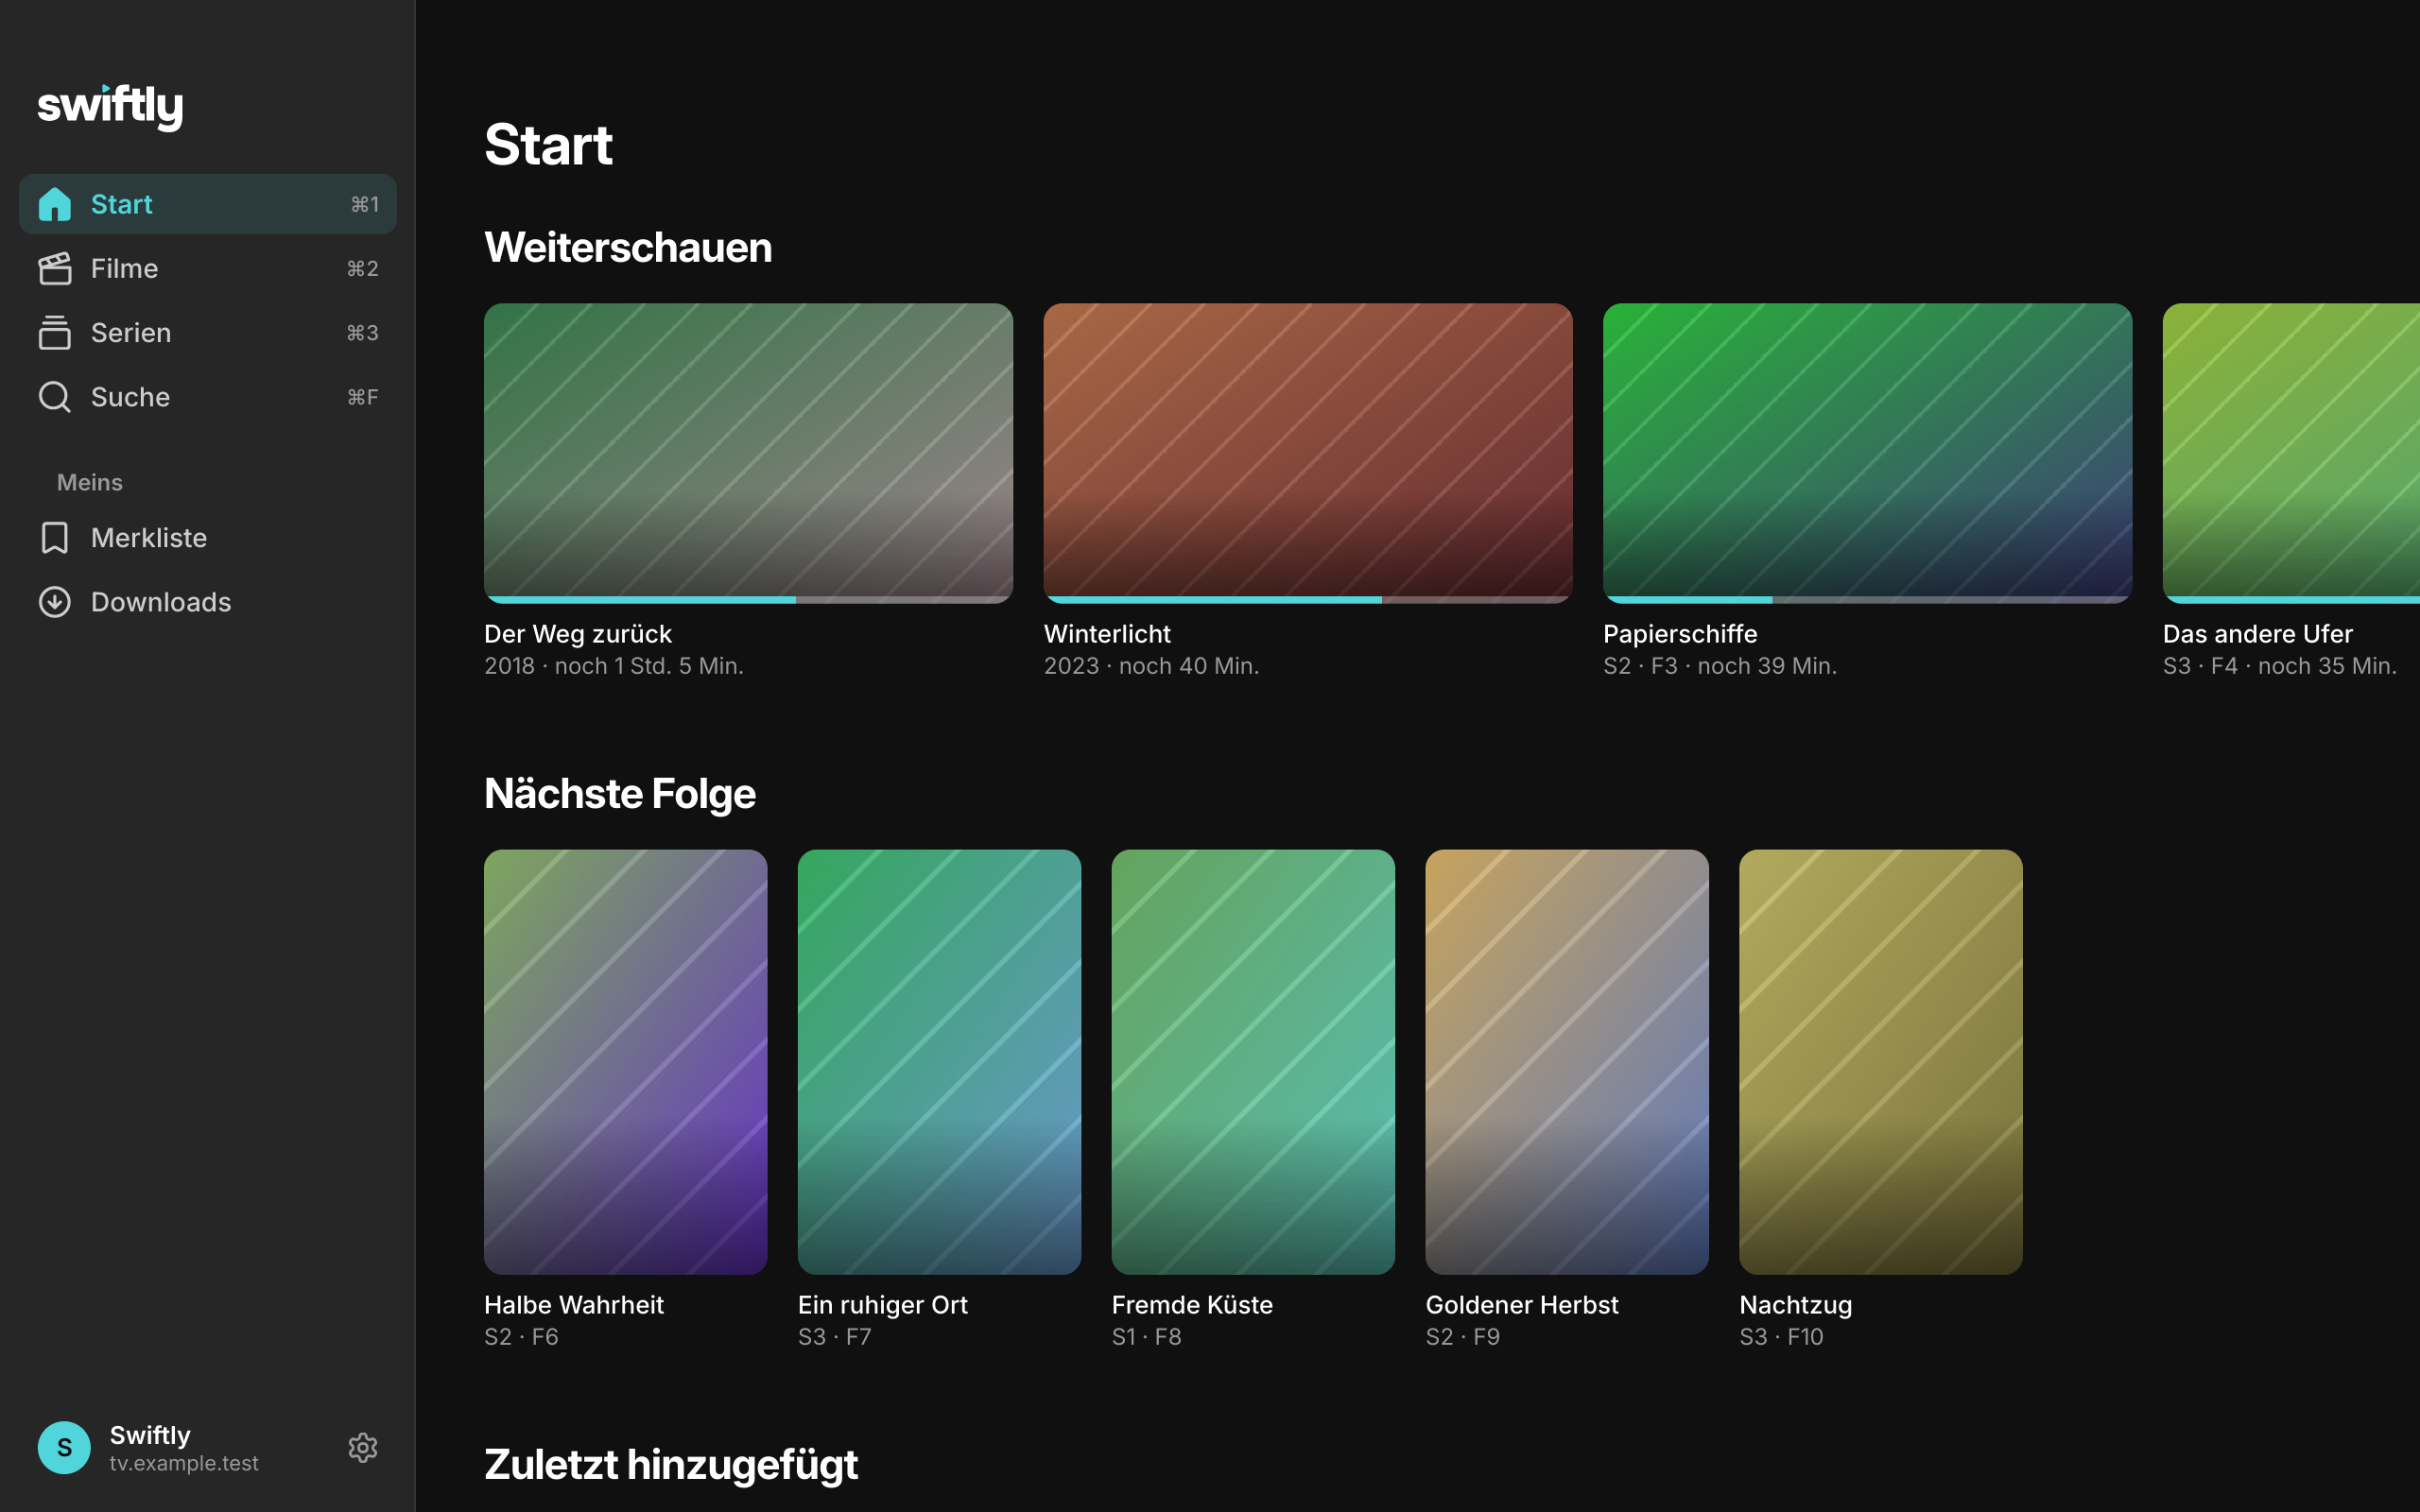 swiftly
Start ⌘1
Filme ⌘2
Serien ⌘3
Suche ⌘F
Meins
Merkliste
Downloads
S
Swiftly
tv.example.test
Start
Weiterschauen
Der Weg zurück
2018 · noch 1 Std. 5 Min.
Winterlicht
2023 · noch 40 Min.
Papierschiffe
S2 · F3 · noch 39 Min.
Das andere Ufer
S3 · F4 · noch 35 Min.
Nächste Folge
Halbe Wahrheit
S2 · F6
Ein ruhiger Ort
S3 · F7
Fremde Küste
S1 · F8
Goldener Herbst
S2 · F9
Nachtzug
S3 · F10
Zuletzt hinzugefügt